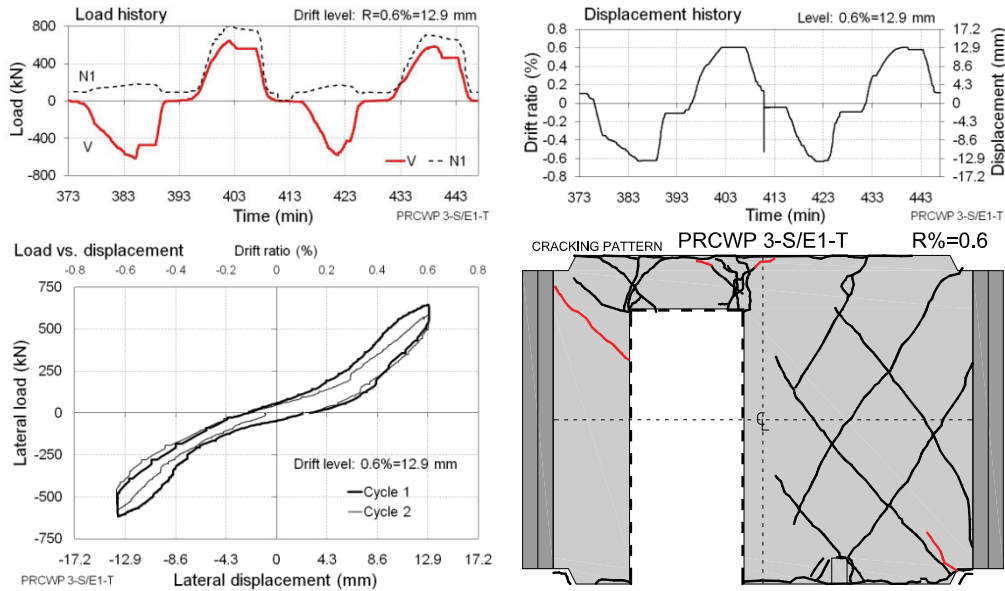 Load history
Drift level: R=0.6%=12.9 mm
800
400
0
-400
-800
Load (kN)
N1
V
V
N1
373 383 393 403 413 423 433 443
Time (min)
PRCWP 3-S/E1-T
Displacement history
Level: 0.6%=12.9 mm
0.8
0.6
0.4
0.2
0
-0.2
-0.4
-0.6
-0.8
Drift ratio (%)
17.2
12.9
8.6
4.3
0
-4.3
-8.6
-12.9
-17.2
Displacement (mm)
373 383 393 403 413 423 433 443
Time (min)
PRCWP 3-S/E1-T
Load vs. displacement
Drift ratio (%)
-0.8 -0.6 -0.4 -0.2 0 0.2 0.4 0.6 0.8
750
500
250
0
-250
-500
-750
Lateral load (kN)
Drift level: 0.6%=12.9 mm
Cycle 1
Cycle 2
-17.2 -12.9 -8.6 -4.3 0 4.3 8.6 12.9 17.2
PRCWP 3-S/E1-T
Lateral displacement (mm)
CRACKING PATTERN
PRCWP 3-S/E1-T
R%=0.6
℄